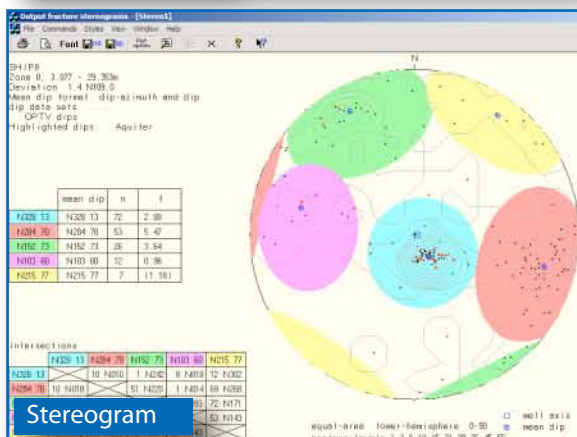 Output fracture stereograms - [Stereo1]
File Commands Styles View Window Help
Font
SHIP8
Zone 0, 3.077 - 29.353m
Deviation 1.4 N109.0
Mean dip format: dip-azimuth and dip
dip data sets
OPTV dips
Highlighted dips: Aquifer
N
mean dip n f
N328 13 N328 13 72 2.80
N284 70 N284 70 53 5.47
N152 73 N152 73 26 3.64
N103 60 N103 60 12 0.96
N215 77 N215 77 7 (1.18)
intersections
N328 13 N284 70 N152 73 N103 60 N215 77
N328 13 10 N010 1 N242 8 N018 12 N302
N284 70 10 N010 51 N220 1 N014 69 N268
72 N171
53 N143
Stereogram
well axis
mean dip
equal-area lower-hemisphere 0-90